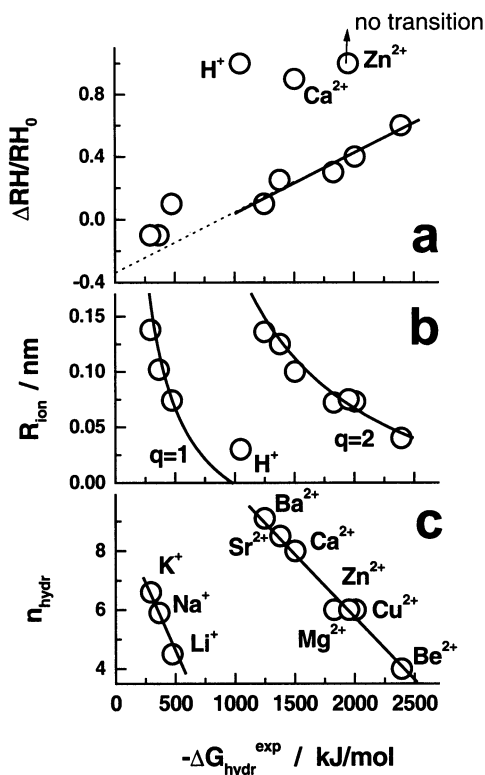 no transition
H⁺
Zn²⁺
Ca²⁺
0.8
0.4
0.0
-0.4
ΔRH/RH₀
a
0.15
0.10
0.05
0.00
R_ion / nm
b
q=1
H⁺
q=2
8
6
4
n_hydr
c
Ba²⁺
Sr²⁺
Ca²⁺
K⁺
Zn²⁺
Na⁺
Cu²⁺
Mg²⁺
Li⁺
Be²⁺
0 500 1000 1500 2000 2500
-ΔG_hydr^exp / kJ/mol